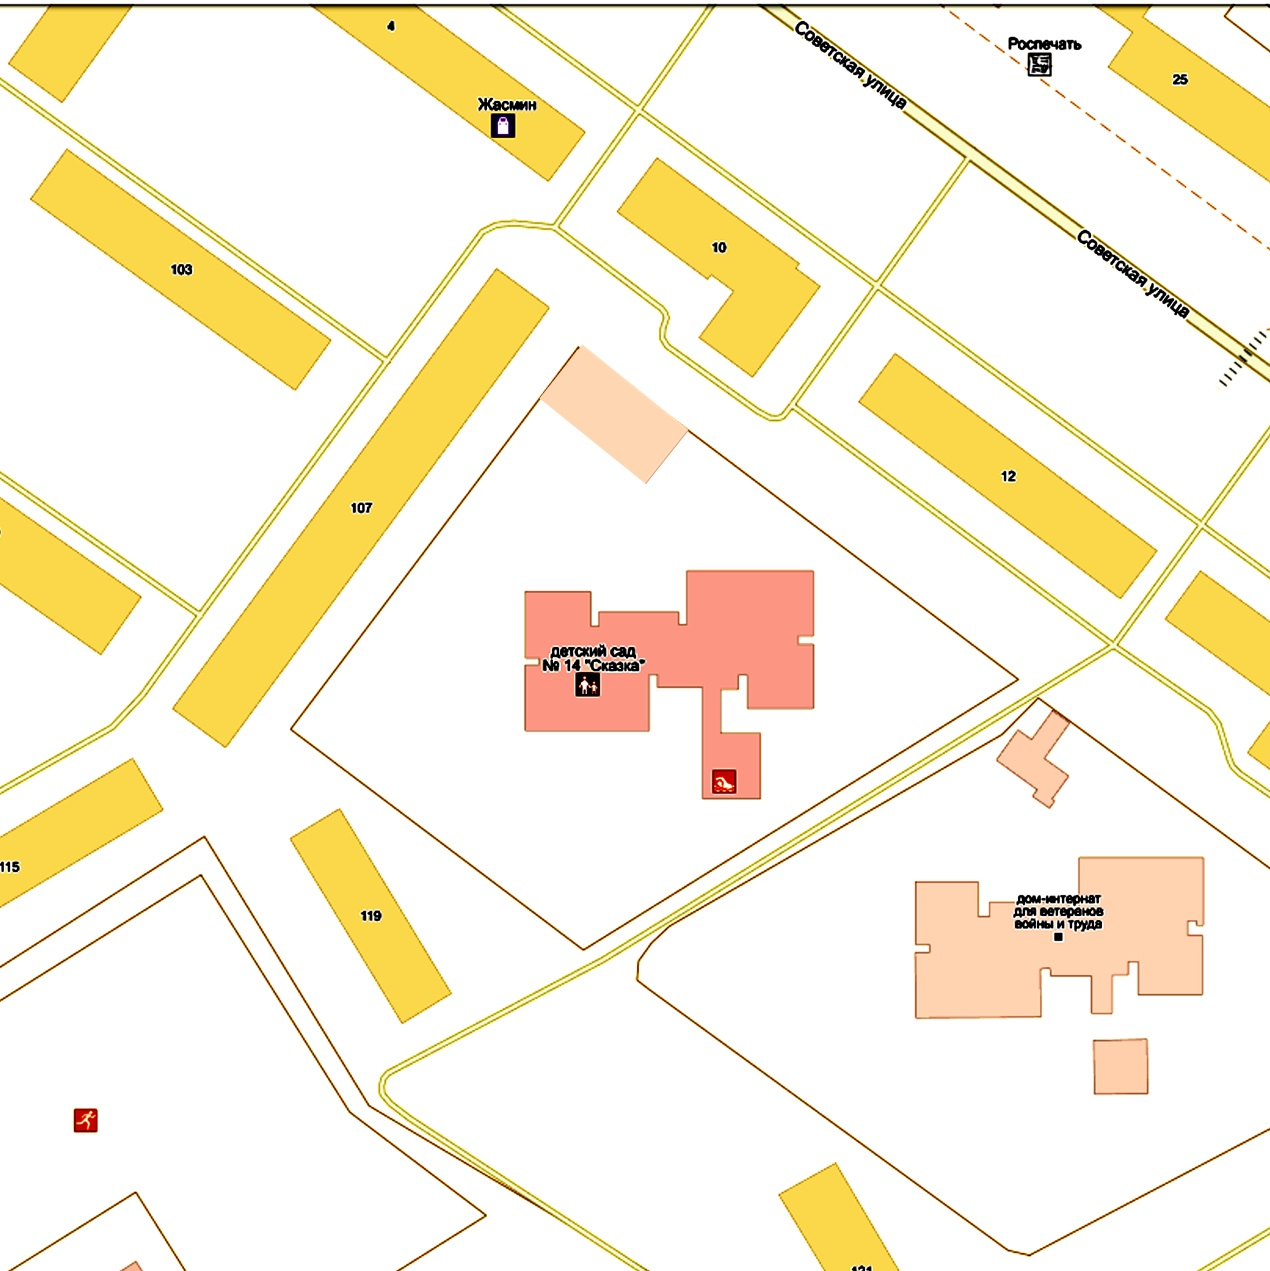 4
Советская улица
Роспечать
25
Жасмин
103
10
Советская улица
107
12
детский сад
№ 14 "Сказка"
115
119
дом-интернат
для ветеранов
войны и труда